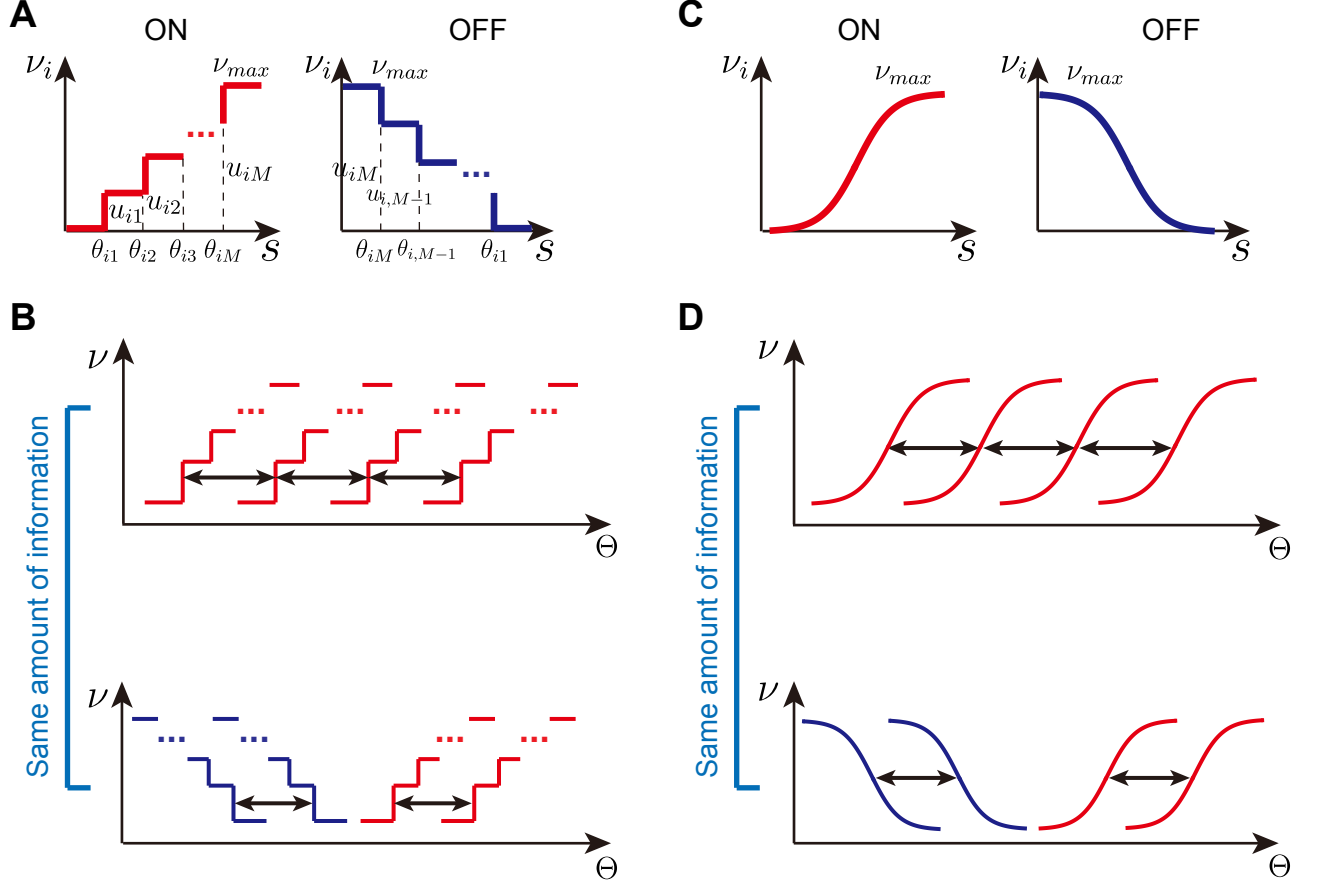 A
ON
OFF
ν_i
ν_max
u_i1
u_i2
u_iM
θ_i1 θ_i2 θ_i3 θ_iM
s
ν_i
ν_max
u_iM
u_i,M−1
θ_iM θ_i,M−1 θ_i1
s
C
ON
OFF
ν_i
ν_max
s
ν_i
ν_max
s
B
Same amount of information
ν
...
...
...
...
Θ
ν
...
...
...
...
Θ
D
Same amount of information
ν
Θ
ν
Θ